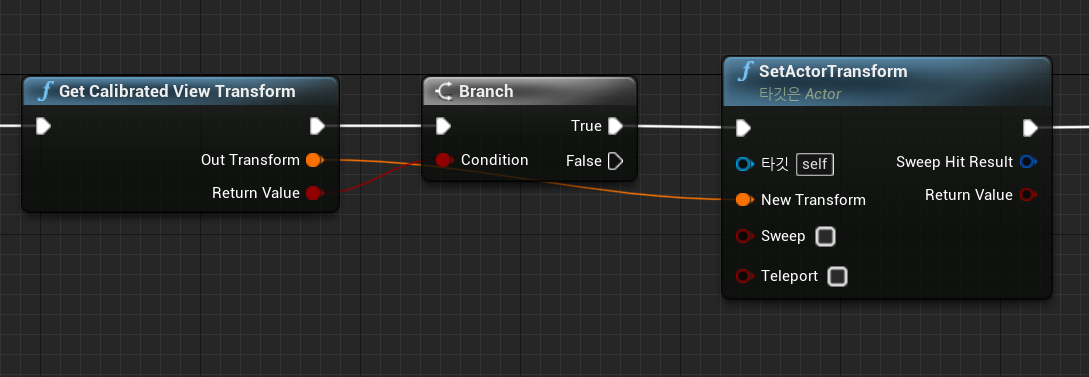 Get Calibrated View Transform
Out Transform
Return Value
Branch
True
Condition
False
SetActorTransform
타깃은 Actor
타깃 self
Sweep Hit Result
New Transform
Return Value
Sweep
Teleport